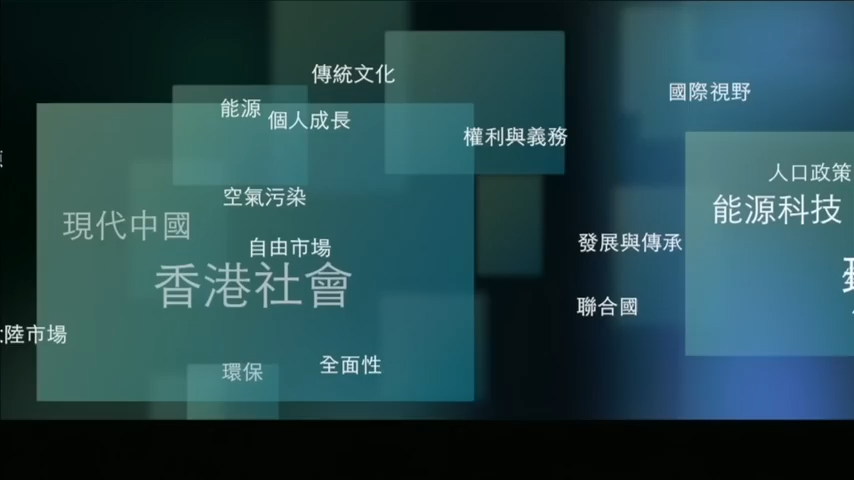 傳統文化
國際視野
能源
個人成長
權利與義務
人口政策
空氣污染
能源科技
現代中國
自由市場
發展與傳承
香港社會
聯合國
陸市場
環保
全面性